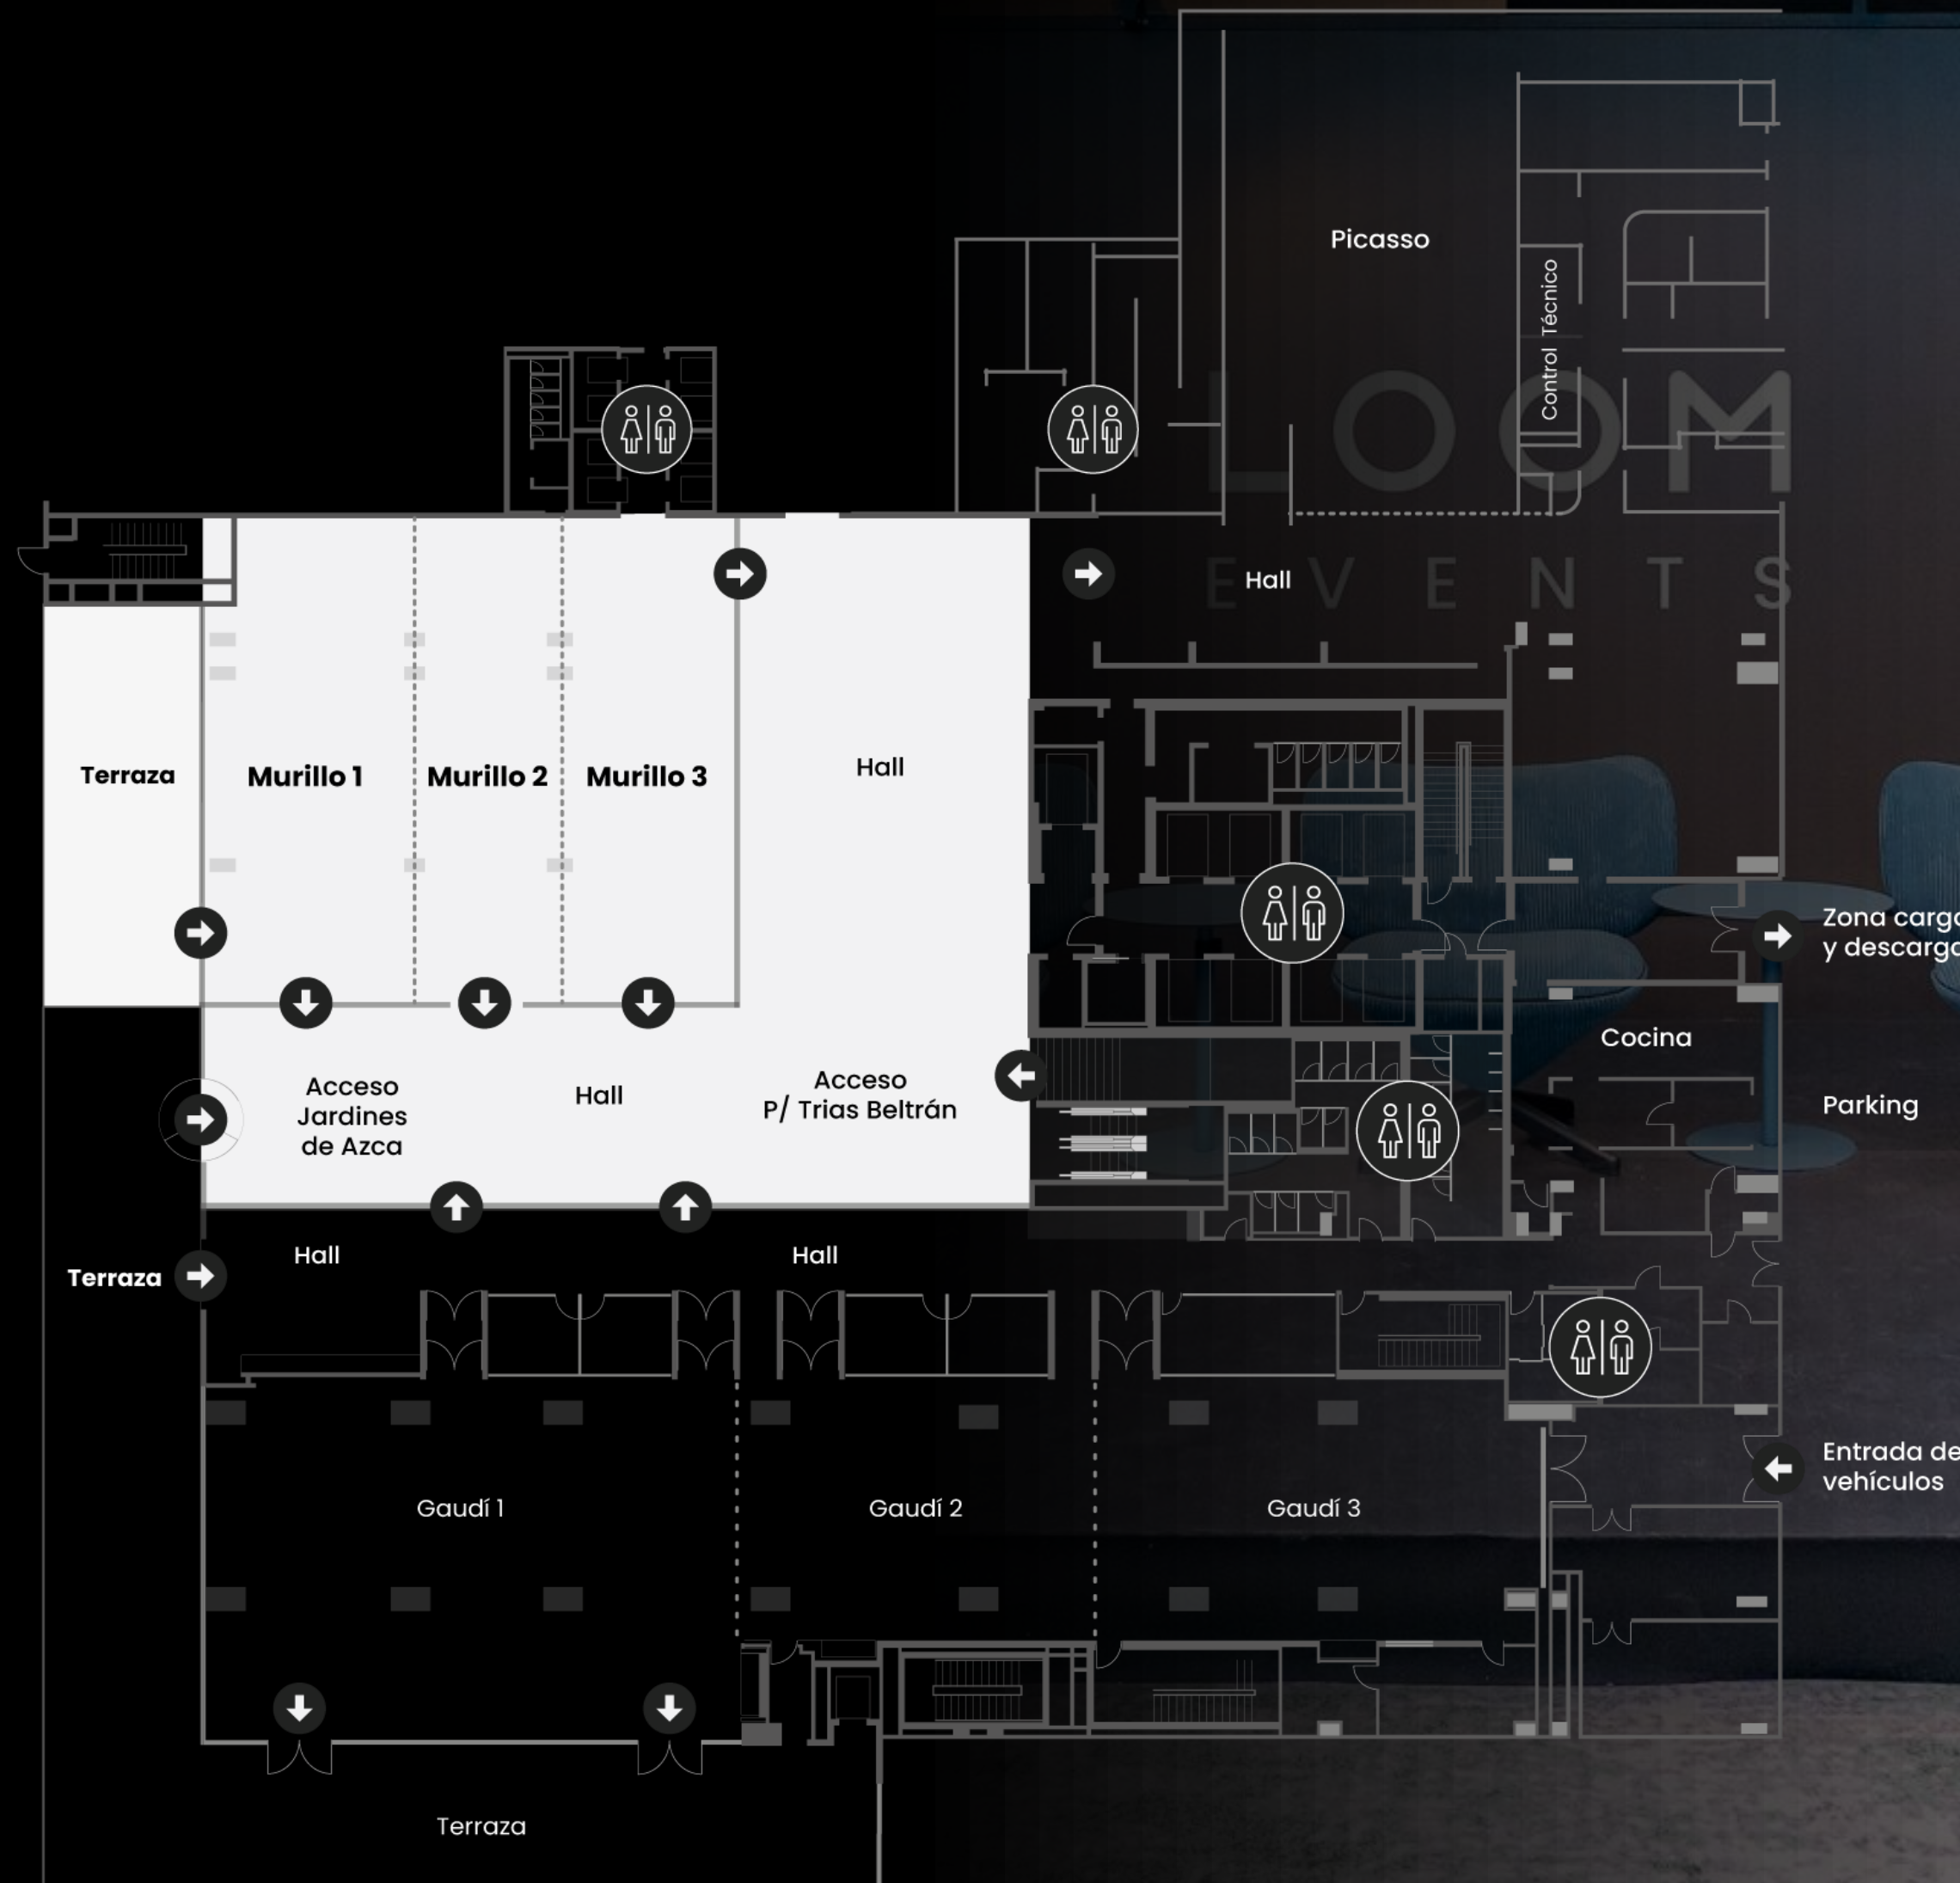 Picasso
Control Técnico
LOOM
EVENTS
Hall
Terraza
Murillo 1
Murillo 2
Murillo 3
Hall
Zona carga
y descarga
Cocina
Acceso
Jardines
de Azca
Hall
Acceso
P/ Trias Beltrán
Parking
Hall
Hall
Terraza
Entrada de
vehículos
Gaudí 1
Gaudí 2
Gaudí 3
Terraza